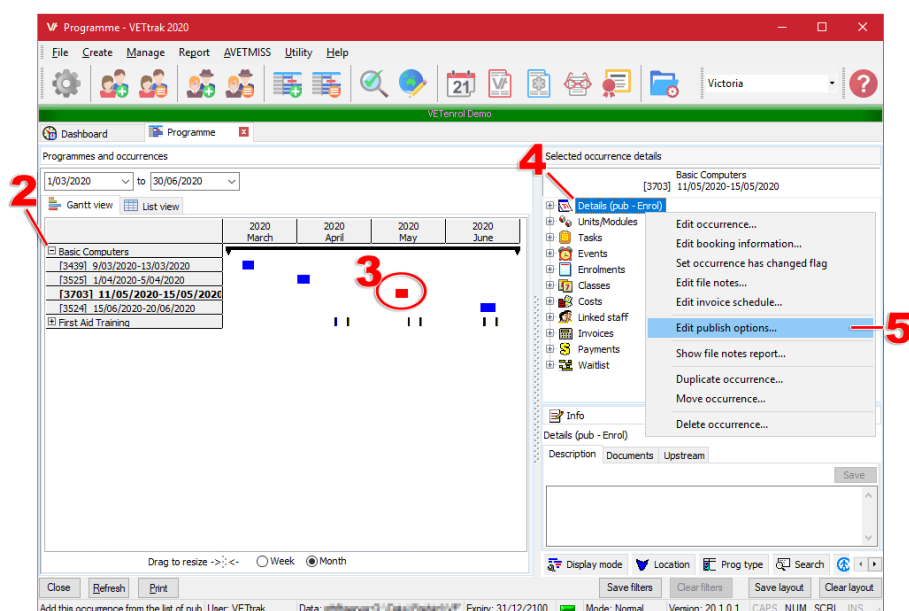 Programme - VETtrak 2020
File Create Manage Report AVETMISS Utility Help
21
Victoria
VETenrol Demo
Dashboard Programme
Programmes and occurrences
Selected occurrence details
4
2
1/03/2020 to 30/06/2020
Basic Computers
[3703] 11/05/2020-15/05/2020
Gantt view List view
Details (pub - Enrol)
2020 2020 2020 2020
March April May June
Units/Modules
Tasks
Events
Enrolments
Classes
Costs
Linked staff
Invoices
Payments
Waitlist
Edit occurrence...
Edit booking information...
Set occurrence has changed flag
Edit file notes...
Edit invoice schedule...
Edit publish options...
5
Show file notes report...
Duplicate occurrence...
Move occurrence...
Delete occurrence...
Basic Computers
[3439] 9/03/2020-13/03/2020
3
[3525] 1/04/2020-5/04/2020
[3703] 11/05/2020-15/05/2020
[3524] 15/06/2020-20/06/2020
First Aid Training
Info
Details (pub - Enrol)
Description Documents Upstream
Save
Drag to resize ->:<- Week Month
Display mode Location Prog type Search
Close Refresh Print
Save filters Clear filters Save layout Clear layout
Add this occurrence from the list of pub User: VETtrak Data: Expiry: 31/12/2100 Mode: Normal Version: 20.1.0.1 CAPS NUM SCRL INS